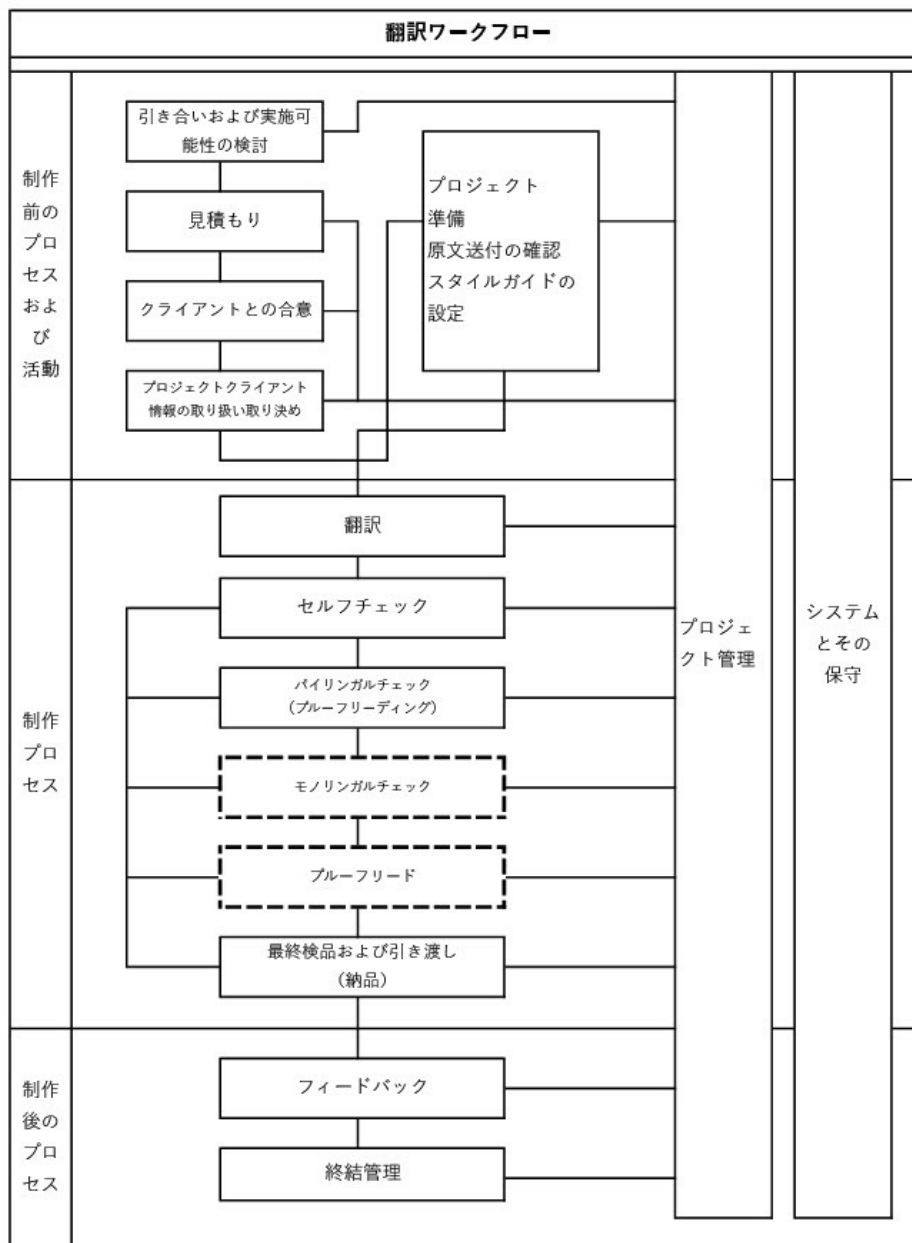 翻訳ワークフロー
制作
前の
プロ
セス
およ
び
活動
引き合いおよび実施可
能性の検討
見積もり
クライアントとの合意
プロジェクトクライアント
情報の取り扱い取り決め
プロジェクト
準備
原文送付の確認
スタイルガイドの
設定
制作
プロ
セス
翻訳
セルフチェック
バイリンガルチェック
(プルーフリーディング)
モノリンガルチェック
プルーフリード
最終検品および引き渡し
(納品)
制作
後の
プロ
セス
フィードバック
終結管理
プロジェ
クト管理
システム
とその
保守